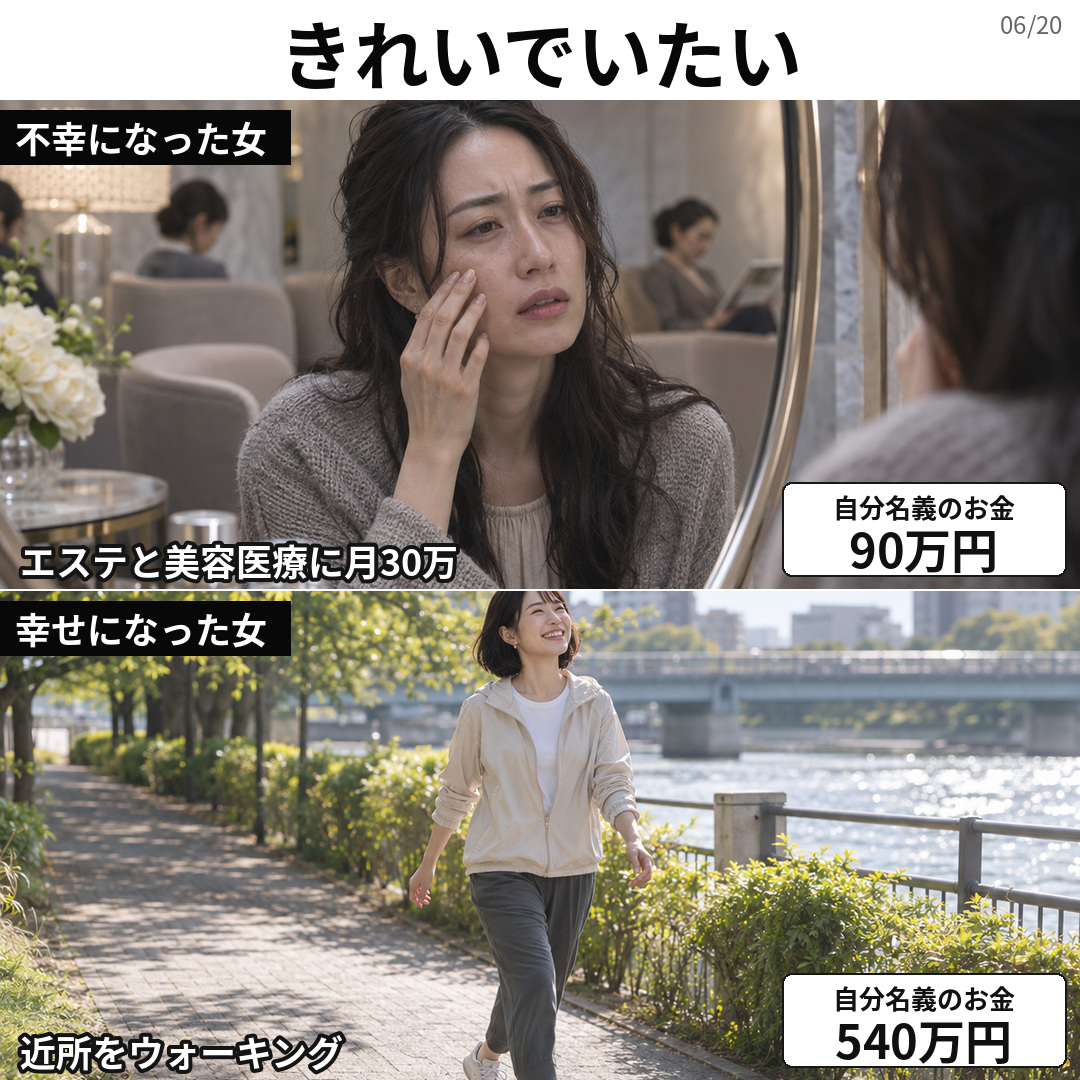 きれいでいたい
06/20
不幸になった女
エステと美容医療に月30万
自分名義のお金
90万円
幸せになった女
近所をウォーキング
自分名義のお金
540万円